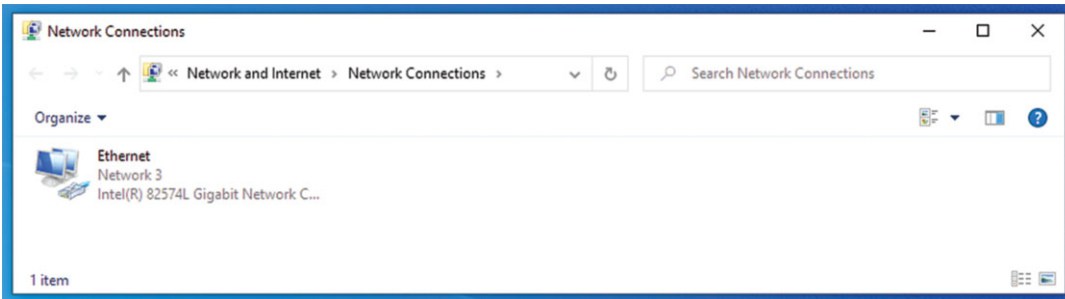 Network Connections
« Network and Internet › Network Connections ›
Search Network Connections
Organize
?
Ethernet
Network 3
Intel(R) 82574L Gigabit Network C...
1 item